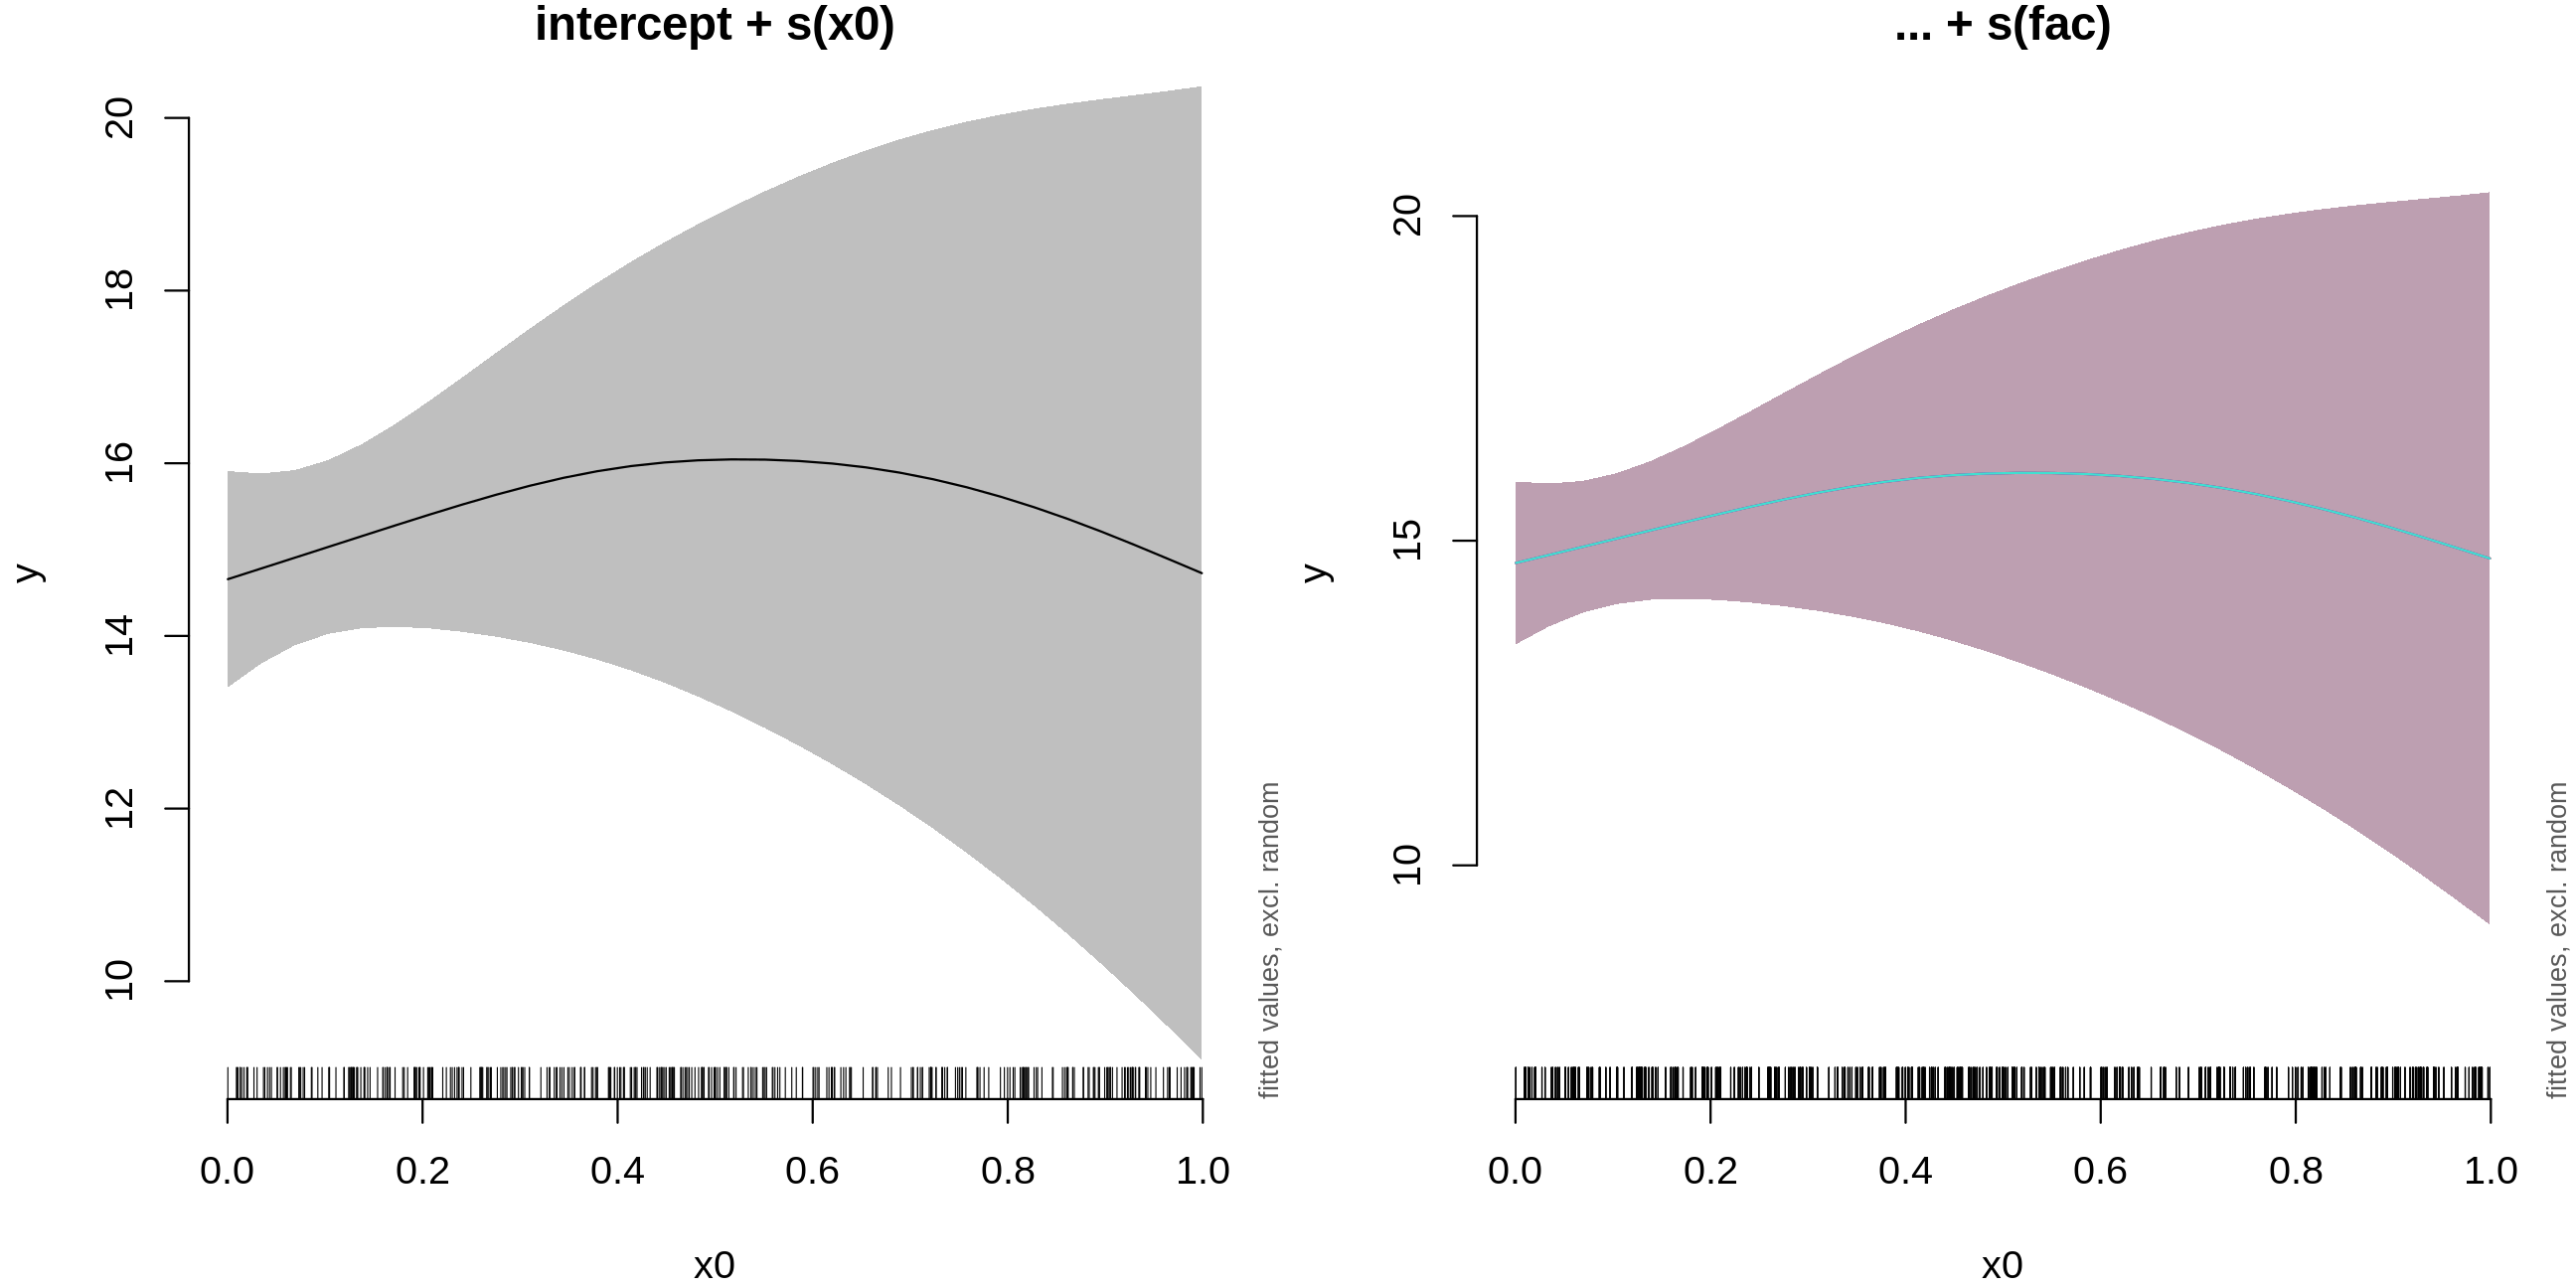 intercept + s(x0)
20
18
16
14
12
10
y
0.0 0.2 0.4 0.6 0.8 1.0
x0
fitted values, excl. random
... + s(fac)
20
15
10
y
0.0 0.2 0.4 0.6 0.8 1.0
x0
fitted values, excl. random